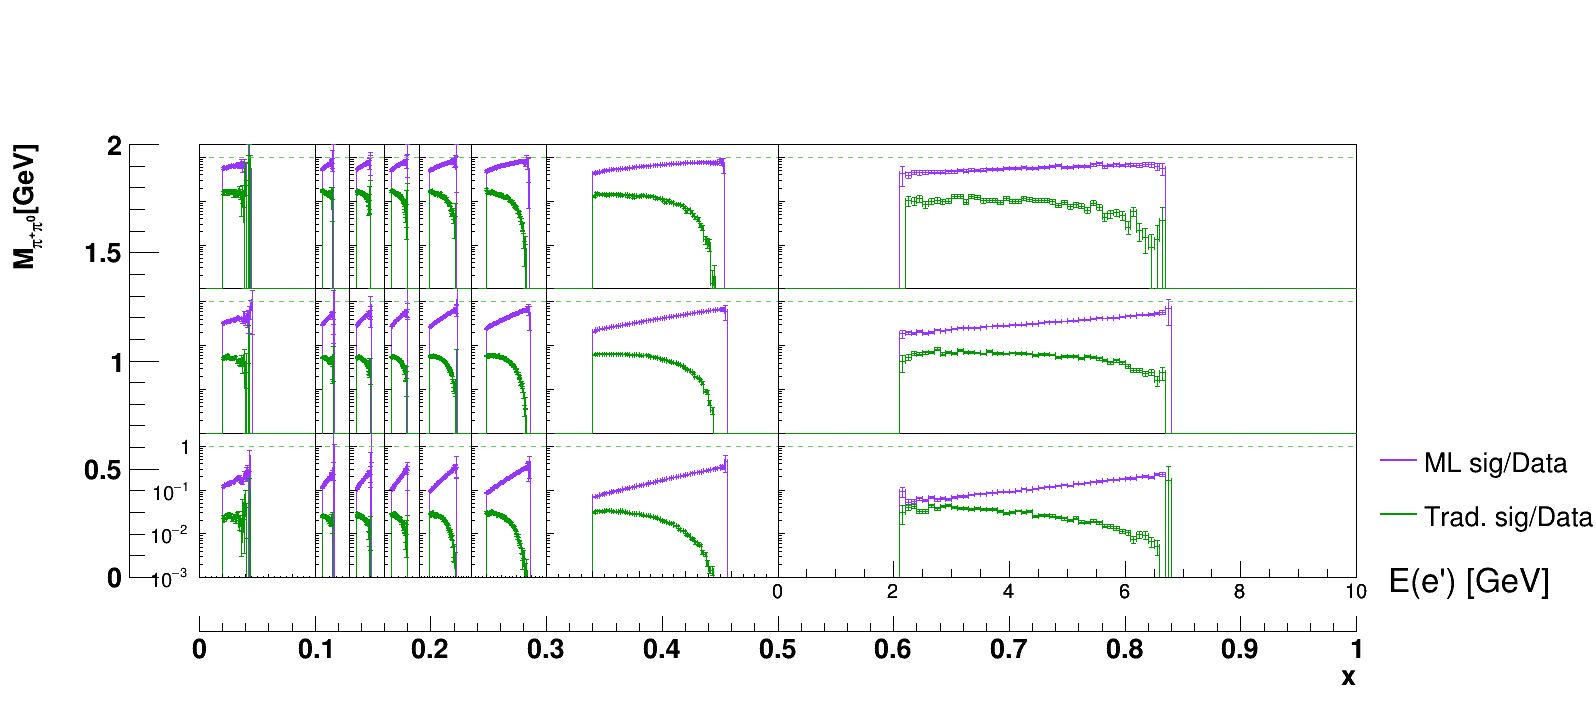 M_{π⁺π⁰}[GeV]
2
1.5
1
0.5
0
1
10⁻¹
10⁻²
10⁻³
0 2 4 6 8 10
E(e') [GeV]
0 0.1 0.2 0.3 0.4 0.5 0.6 0.7 0.8 0.9 1
x
ML sig/Data
Trad. sig/Data